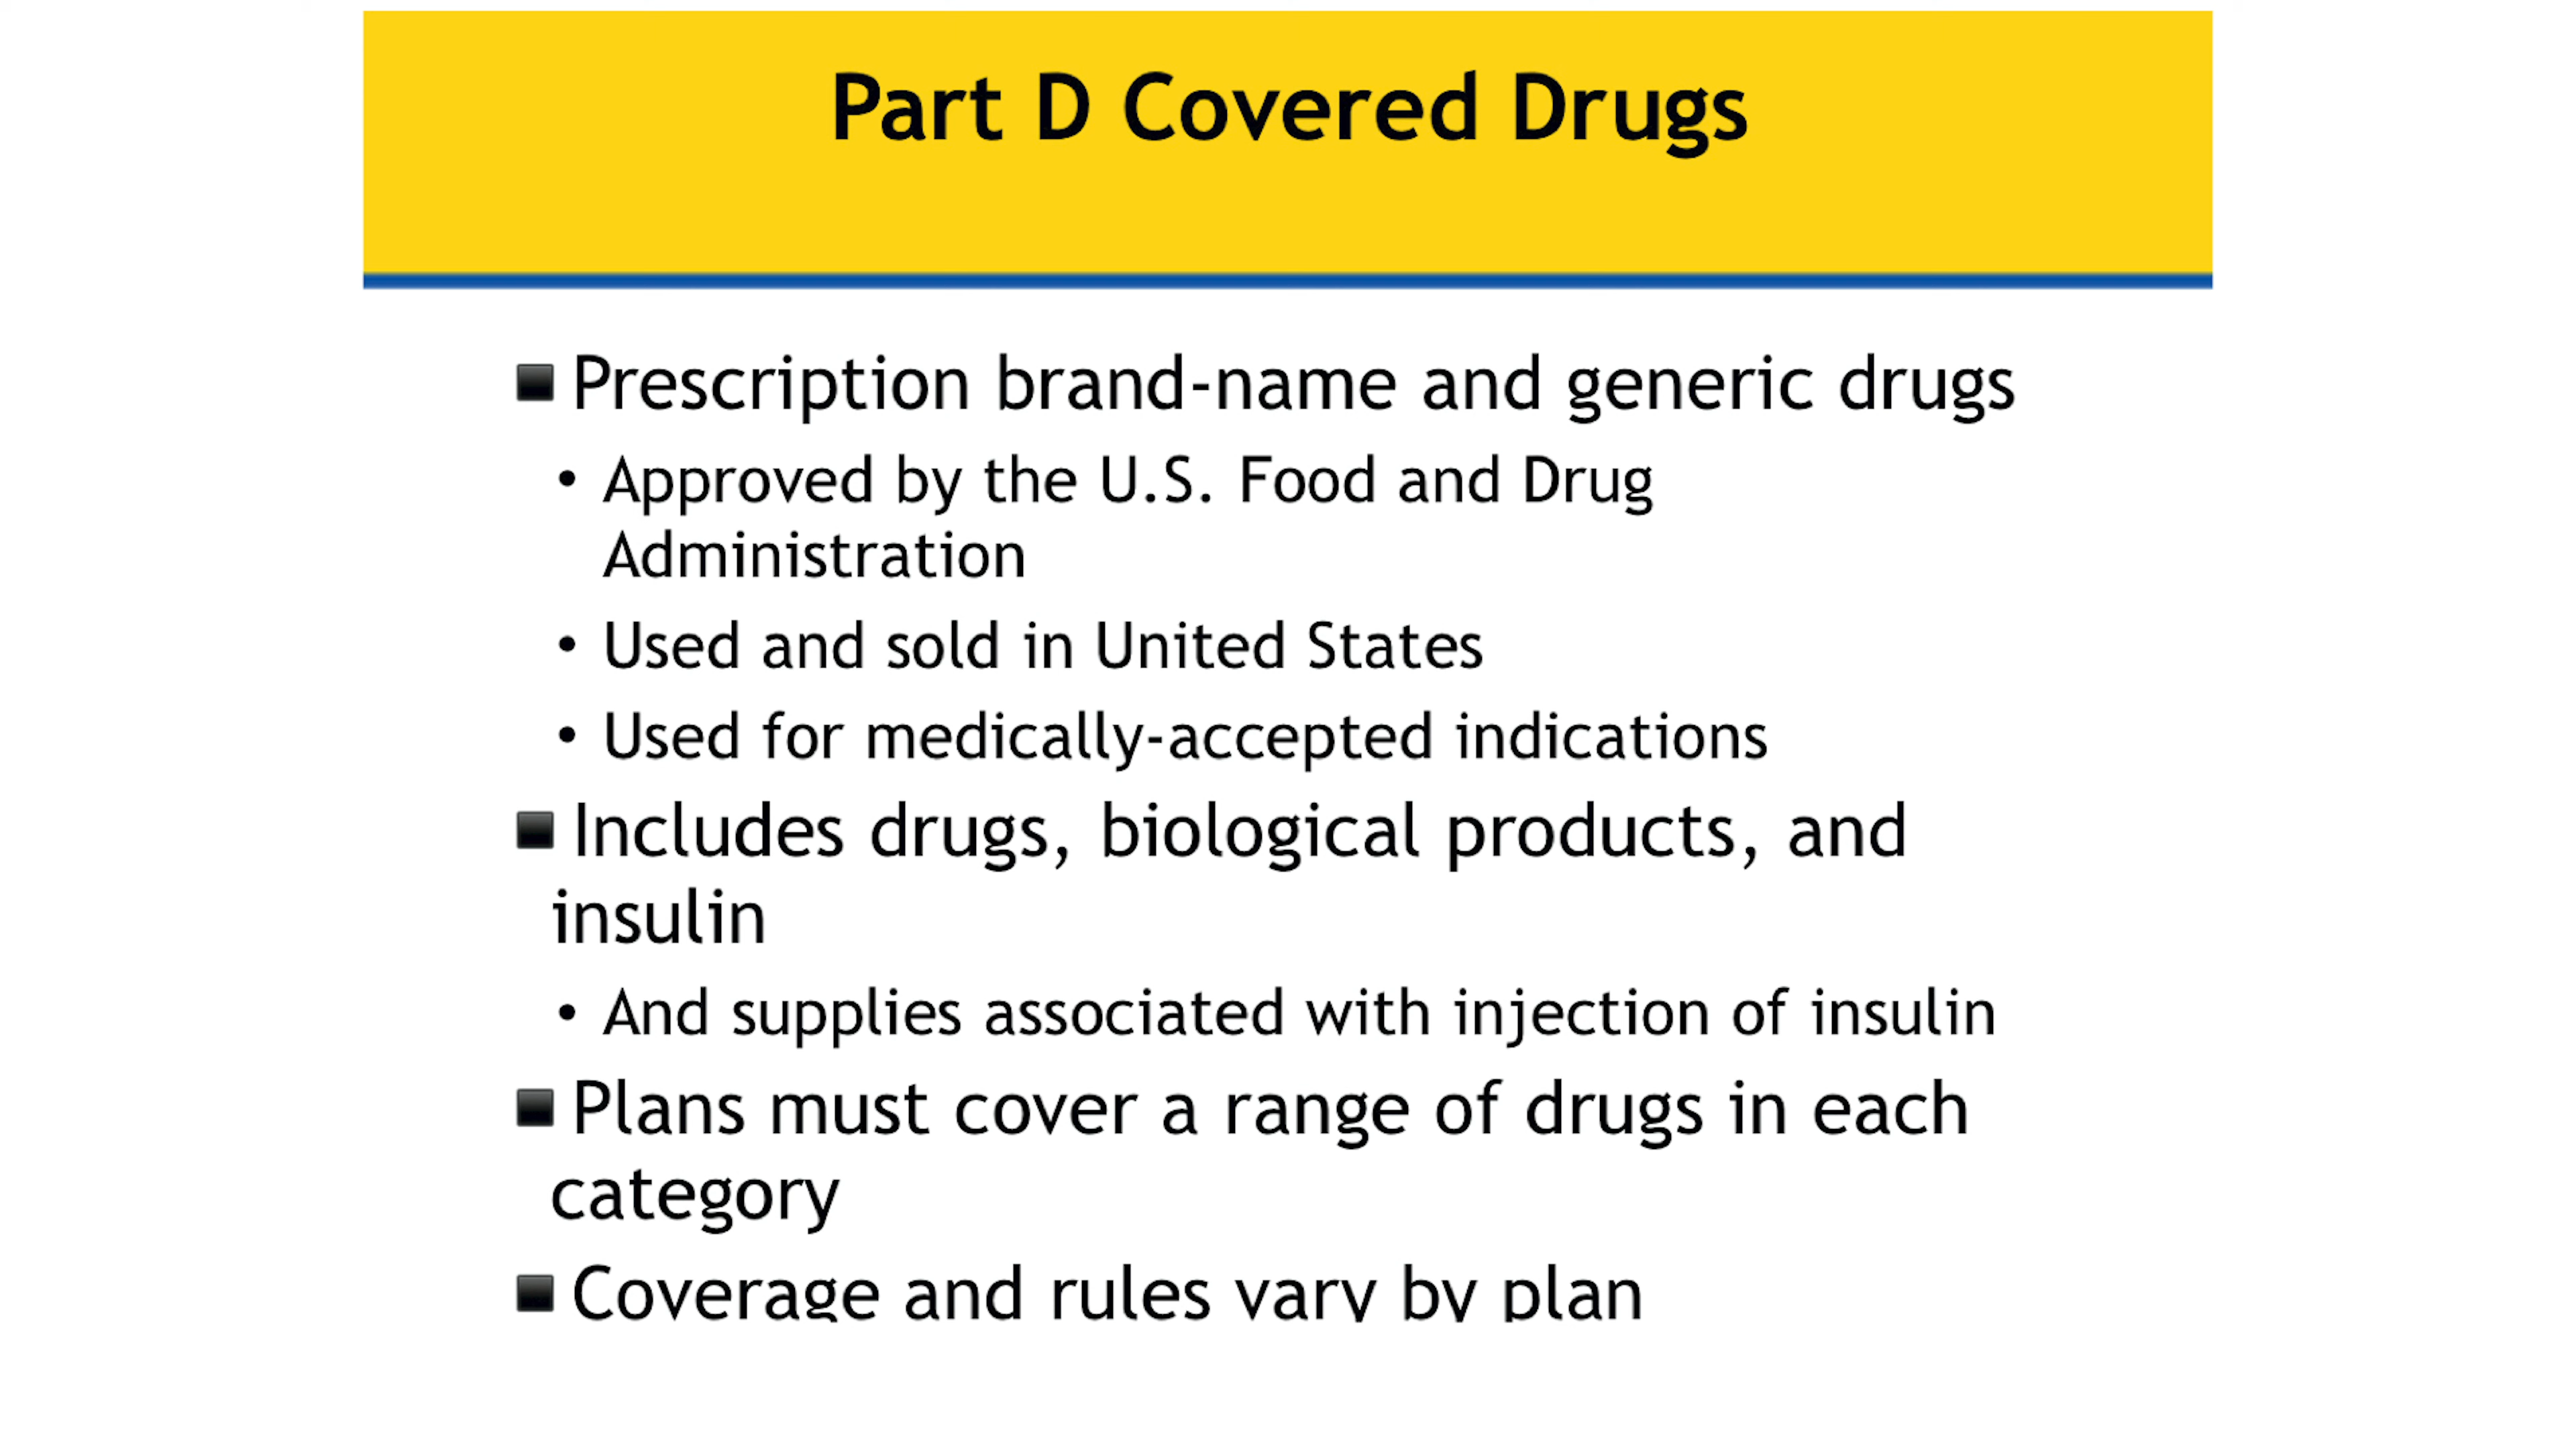 Part D Covered Drugs
Prescription brand-name and generic drugs
• Approved by the U.S. Food and Drug
Administration
• Used and sold in United States
• Used for medically-accepted indications
Includes drugs, biological products, and
insulin
• And supplies associated with injection of insulin
Plans must cover a range of drugs in each
category
Coverage and rules vary by plan